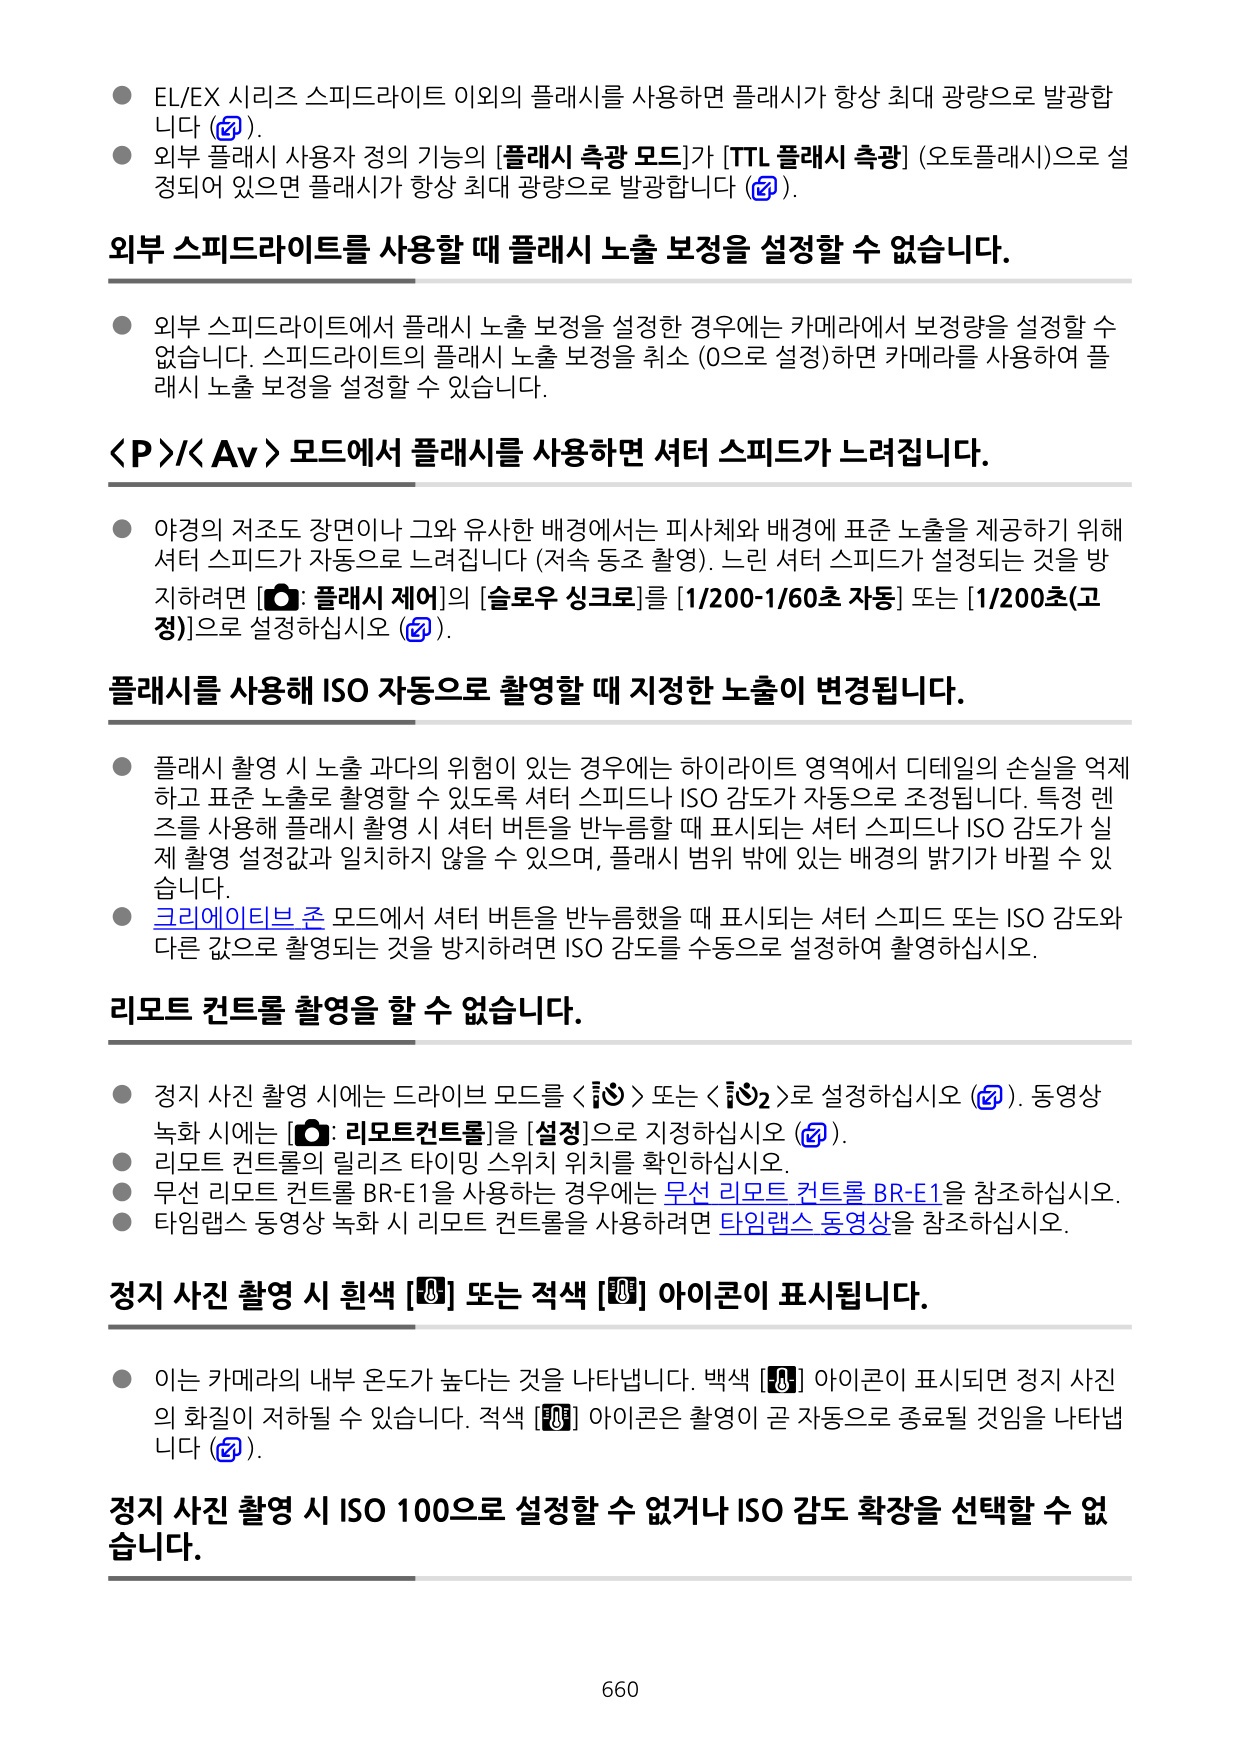 ● EL/EX 시리즈 스피드라이트 이외의 플래시를 사용하면 플래시가 항상 최대 광량으로 발광합
니다 ( ).
● 외부 플래시 사용자 정의 기능의 [플래시 측광 모드]가 [TTL 플래시 측광] (오토플래시)으로 설
정되어 있으면 플래시가 항상 최대 광량으로 발광합니다 ( ).
외부 스피드라이트를 사용할 때 플래시 노출 보정을 설정할 수 없습니다.
● 외부 스피드라이트에서 플래시 노출 보정을 설정한 경우에는 카메라에서 보정량을 설정할 수
없습니다. 스피드라이트의 플래시 노출 보정을 취소 (0으로 설정)하면 카메라를 사용하여 플
래시 노출 보정을 설정할 수 있습니다.
<P>/<Av> 모드에서 플래시를 사용하면 셔터 스피드가 느려집니다.
● 야경의 저조도 장면이나 그와 유사한 배경에서는 피사체와 배경에 표준 노출을 제공하기 위해
셔터 스피드가 자동으로 느려집니다 (저속 동조 촬영). 느린 셔터 스피드가 설정되는 것을 방
지하려면 [ : 플래시 제어]의 [슬로우 싱크로]를 [1/200-1/60초 자동] 또는 [1/200초(고
정)]으로 설정하십시오 ( ).
플래시를 사용해 ISO 자동으로 촬영할 때 지정한 노출이 변경됩니다.
● 플래시 촬영 시 노출 과다의 위험이 있는 경우에는 하이라이트 영역에서 디테일의 손실을 억제
하고 표준 노출로 촬영할 수 있도록 셔터 스피드나 ISO 감도가 자동으로 조정됩니다. 특정 렌
즈를 사용해 플래시 촬영 시 셔터 버튼을 반누름할 때 표시되는 셔터 스피드나 ISO 감도가 실
제 촬영 설정값과 일치하지 않을 수 있으며, 플래시 범위 밖에 있는 배경의 밝기가 바뀔 수 있
습니다.
● 크리에이티브 존 모드에서 셔터 버튼을 반누름했을 때 표시되는 셔터 스피드 또는 ISO 감도와
다른 값으로 촬영되는 것을 방지하려면 ISO 감도를 수동으로 설정하여 촬영하십시오.
리모트 컨트롤 촬영을 할 수 없습니다.
● 정지 사진 촬영 시에는 드라이브 모드를 < > 또는 < 2 >로 설정하십시오 ( ). 동영상
녹화 시에는 [ : 리모트컨트롤]을 [설정]으로 지정하십시오 ( ).
● 리모트 컨트롤의 릴리즈 타이밍 스위치 위치를 확인하십시오.
● 무선 리모트 컨트롤 BR-E1을 사용하는 경우에는 무선 리모트 컨트롤 BR-E1을 참조하십시오.
● 타임랩스 동영상 녹화 시 리모트 컨트롤을 사용하려면 타임랩스 동영상을 참조하십시오.
정지 사진 촬영 시 흰색 [ ] 또는 적색 [ ] 아이콘이 표시됩니다.
● 이는 카메라의 내부 온도가 높다는 것을 나타냅니다. 백색 [ ] 아이콘이 표시되면 정지 사진
의 화질이 저하될 수 있습니다. 적색 [ ] 아이콘은 촬영이 곧 자동으로 종료될 것임을 나타냅
니다 ( ).
정지 사진 촬영 시 ISO 100으로 설정할 수 없거나 ISO 감도 확장을 선택할 수 없
습니다.
660